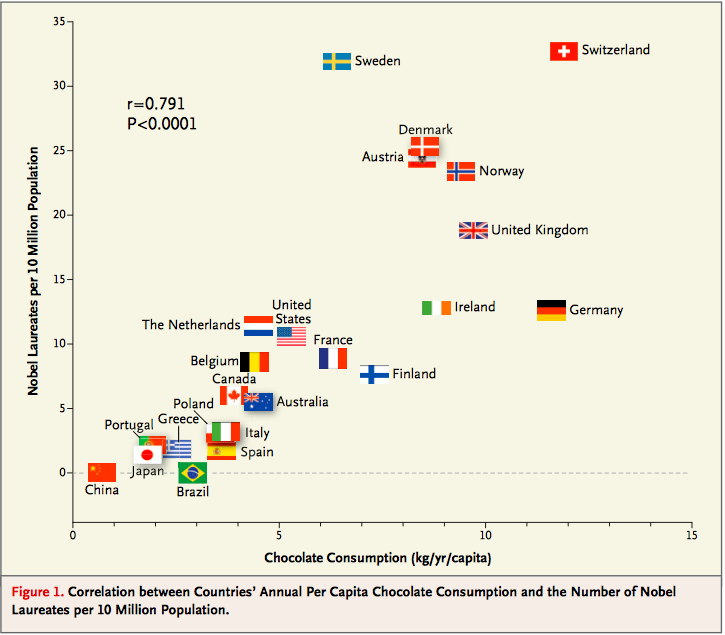 35
30
25
20
15
10
5
0
Nobel Laureates per 10 Million Population
r=0.791
P<0.0001
Sweden
Switzerland
Denmark
Austria
Norway
United Kingdom
Ireland
Germany
United
States
The Netherlands
France
Belgium
Finland
Canada
Australia
Poland
Greece
Portugal
Italy
Spain
Japan
China
Brazil
0
5
10
15
Chocolate Consumption (kg/yr/capita)
Figure 1. Correlation between Countries’ Annual Per Capita Chocolate Consumption and the Number of Nobel
Laureates per 10 Million Population.